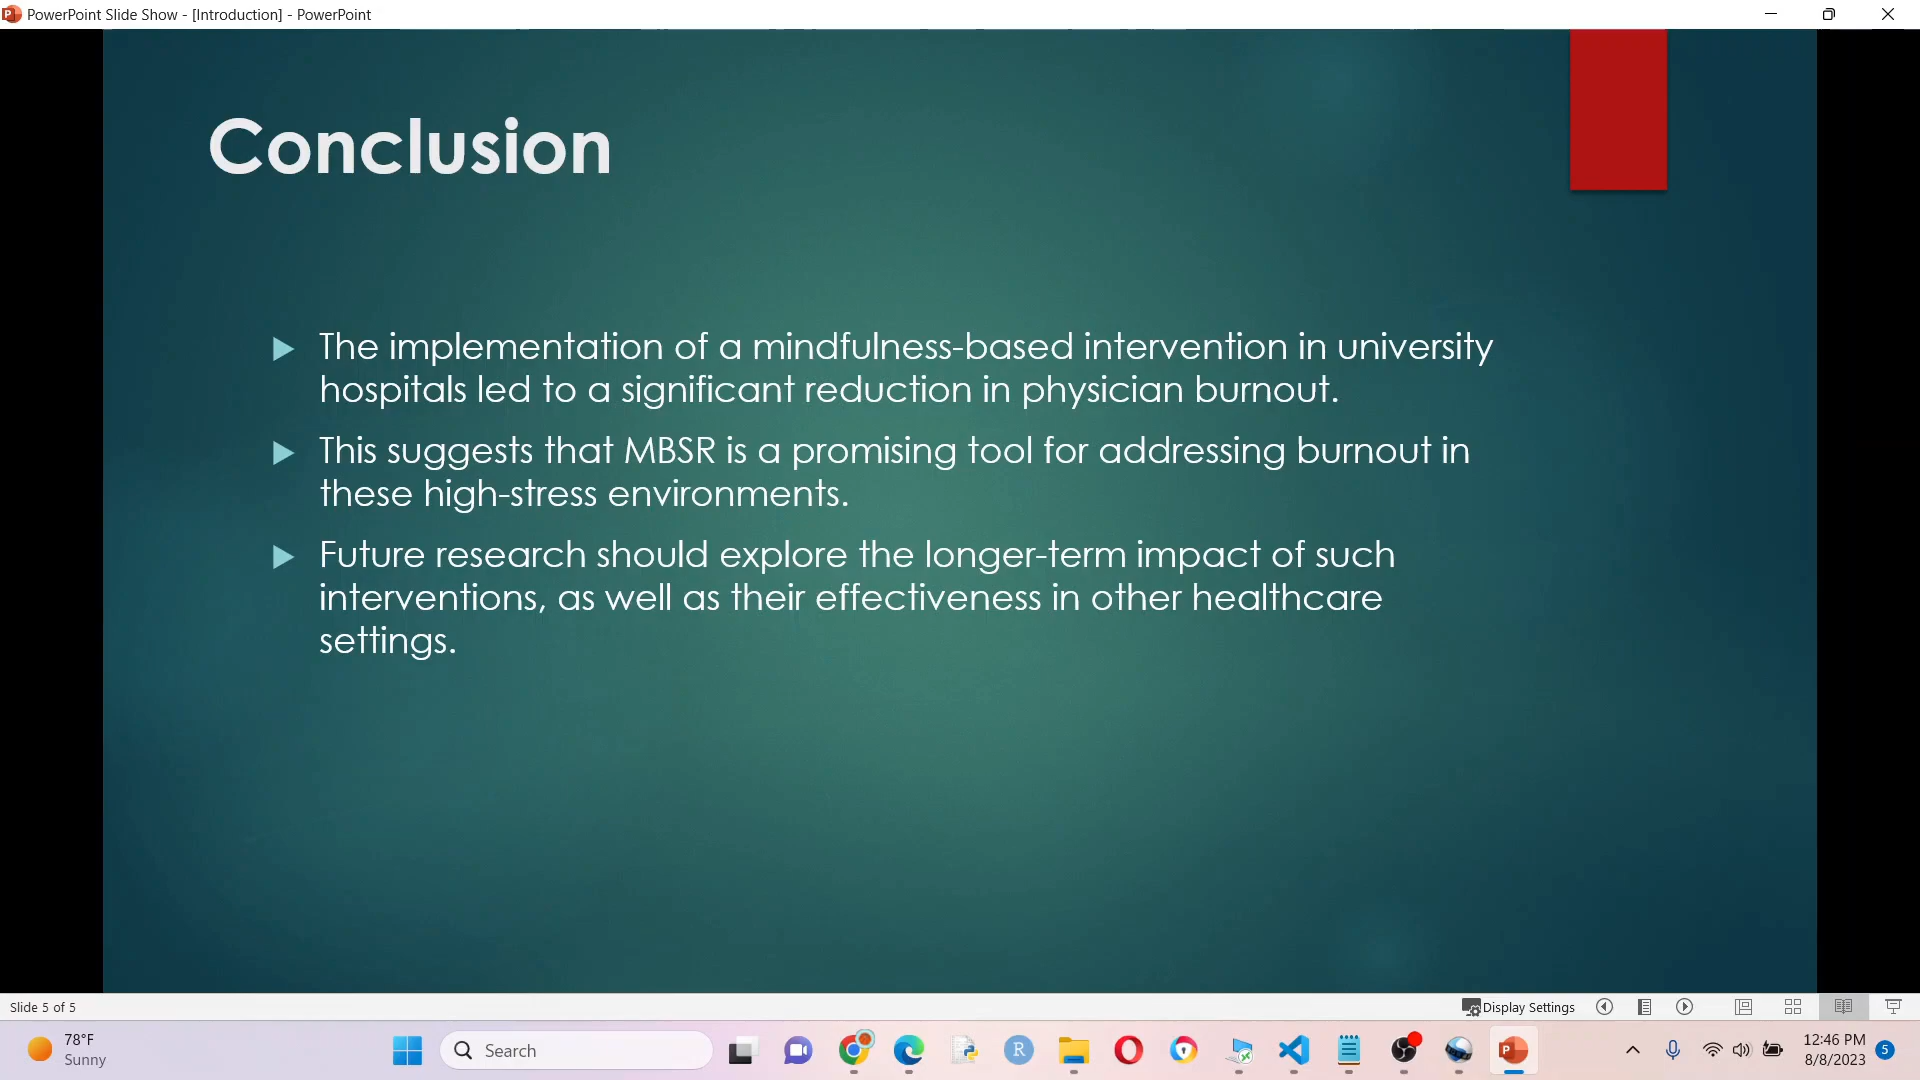 PowerPoint Slide Show - [Introduction] - PowerPoint
Conclusion
The implementation of a mindfulness-based intervention in university
hospitals led to a significant reduction in physician burnout.
This suggests that MBSR is a promising tool for addressing burnout in
these high-stress environments.
Future research should explore the longer-term impact of such
interventions, as well as their effectiveness in other healthcare
settings.
Slide 5 of 5
Display Settings
78°F
Sunny
Search
R
P
12:46 PM
8/8/2023
5